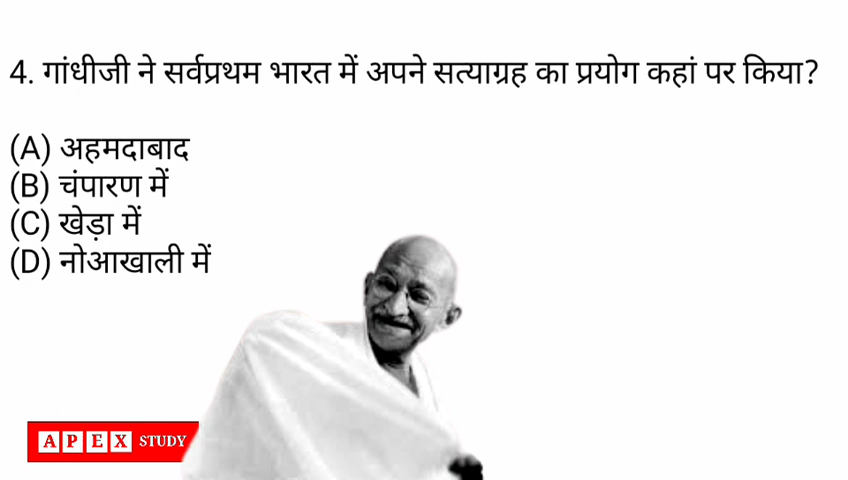 4. गांधीजी ने सर्वप्रथम भारत में अपने सत्याग्रह का प्रयोग कहां पर किया?
(A) अहमदाबाद
(B) चंपारण में
(C) खेड़ा में
(D) नोआखाली में
APEX STUDY